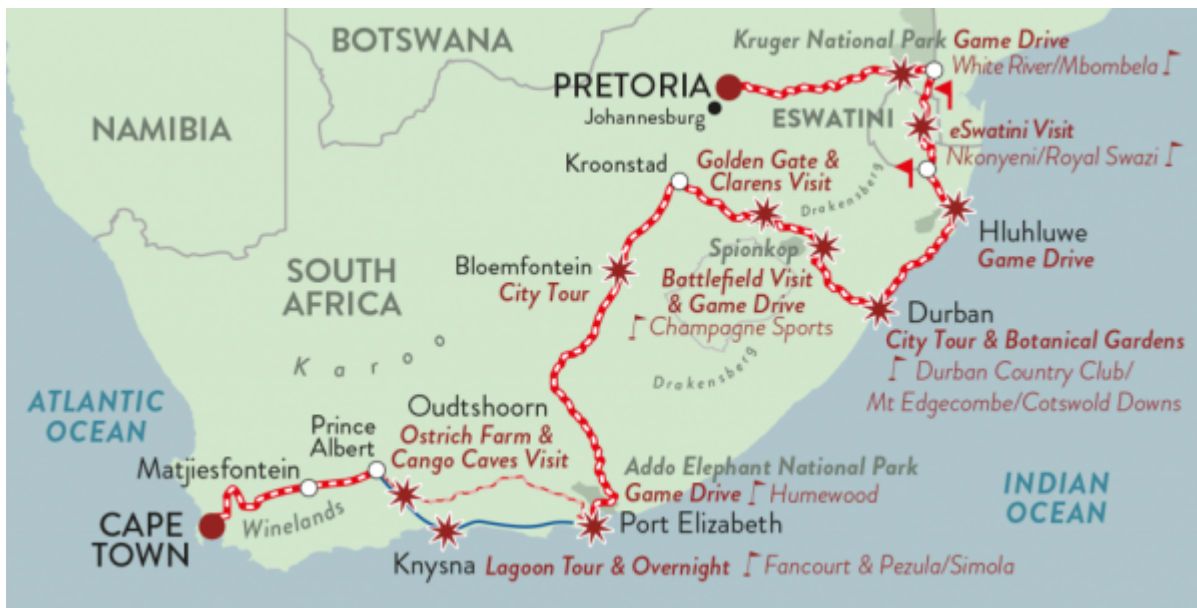 BOTSWANA
NAMIBIA
Kruger National Park Game Drive
White River/Mbombela
PRETORIA
Johannesburg
ESWATINI
eSwatini Visit
Nkonyeni/Royal Swazi
Kroonstad
Golden Gate &
Clarens Visit
Drakensberg
Hluhluwe
Game Drive
SOUTH
AFRICA
Bloemfontein
City Tour
Spionkop
Battlefield Visit
& Game Drive
Champagne Sports
Durban
City Tour & Botanical Gardens
Durban Country Club/
Mt Edgecombe/Cotswold Downs
Drakensberg
Karoo
ATLANTIC
OCEAN
Oudtshoorn
Ostrich Farm &
Cango Caves Visit
Prince
Albert
Matjiesfontein
Winelands
CAPE
TOWN
Addo Elephant National Park
Game Drive Humewood
Port Elizabeth
INDIAN
OCEAN
Knysna Lagoon Tour & Overnight Fancourt & Pezula/Simola